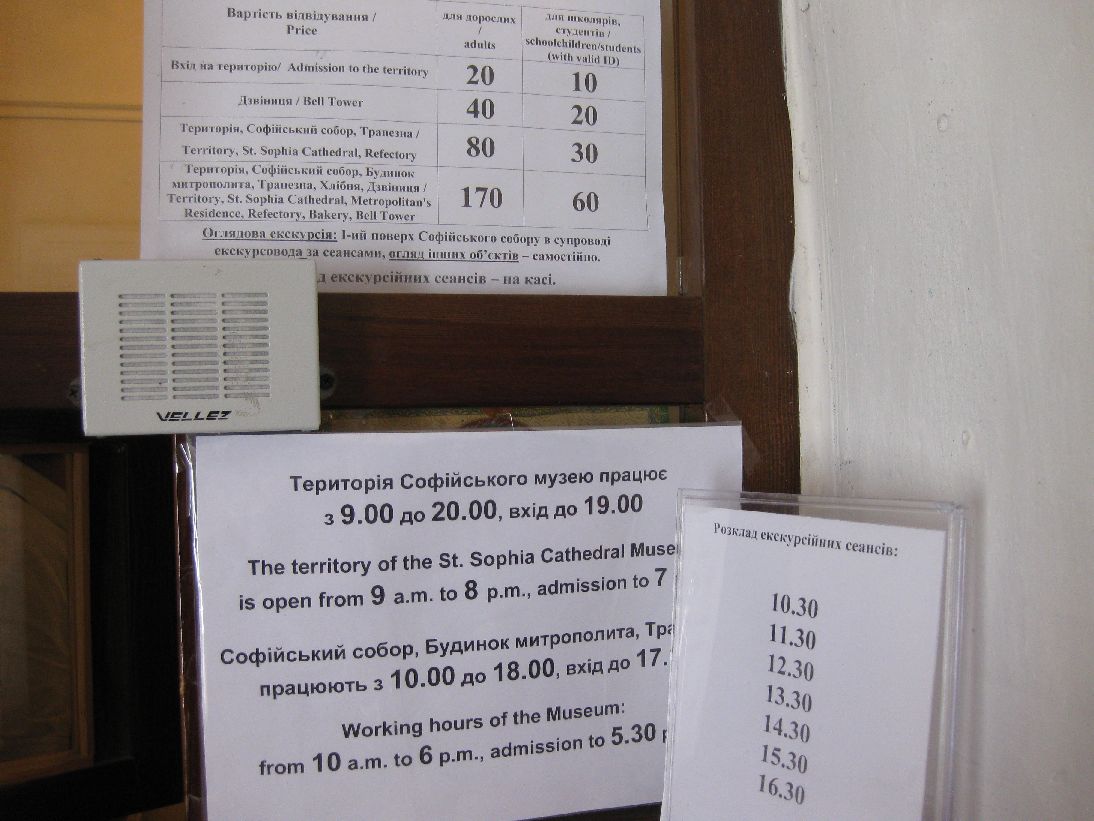 Вартість відвідування /
Price
для дорослих
/
adults
для школярів,
студентів /
schoolchildren/students
(with valid ID)
Вхід на територію/ Admission to the territory
20
10
Дзвіниця / Bell Tower
40
20
Територія, Софійський собор, Трапезна /
Territory, St. Sophia Cathedral, Refectory
80
30
Територія, Софійський собор, Будинок
митрополита, Трапезна, Хлібня, Дзвіниця /
Territory, St. Sophia Cathedral, Metropolitan's
Residence, Refectory, Bakery, Bell Tower
170
60
Оглядова екскурсія: І-ий поверх Софійського собору в супроводі
екскурсовода за сеансами, огляд інших об'єктів – самостійно.
екскурсійних сеансів – на касі.
VELLEZ
Територія Софійського музею працює
з 9.00 до 20.00, вхід до 19.00
The territory of the St. Sophia Cathedral
is open from 9 a.m. to 8 p.m., admission to 7
Софійський собор, Будинок митрополита,
працюють з 10.00 до 18.00, вхід до 17.
Working hours of the Museum:
from 10 a.m. to 6 p.m., admission to 5.30
Розклад екскурсійних сеансів:
10.30
11.30
12.30
13.30
14.30
15.30
16.30